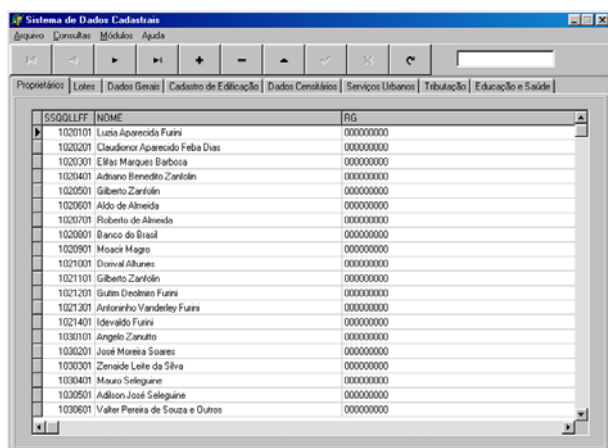 Sistema de Dados Cadastrais
Arquivo Consultas Módulos Ajuda
Proprietários Lotes Dados Gerais Cadastro de Edificação Dados Censitários Serviços Urbanos Tributação Educação e Saúde
SSQQLLFF NOME RG
1020101 Luzia Aparecida Furini 000000000
1020201 Claudionor Aparecido Feba Dias 000000000
1020301 Elifas Marques Barbosa 000000000
1020401 Adriano Benedito Zanfolin 000000000
1020501 Gilberto Zanfolin 000000000
1020601 Aldo de Almeida 000000000
1020701 Roberto de Almeida 000000000
1020801 Banco do Brasil 000000000
1020901 Moacir Magro 000000000
1021001 Dorival Altunes 000000000
1021101 Gilberto Zanfolin 000000000
1021201 Gutim Deolmiro Furini 000000000
1021301 Antoninho Vanderley Furini 000000000
1021401 Idevaldo Furini 000000000
1030101 Angelo Zanutto 000000000
1030201 José Moreira Soares 000000000
1030301 Zenaide Leite da Silva 000000000
1030401 Mauro Seleguine 000000000
1030501 Adilson José Seleguine 000000000
1030601 Valter Pereira de Souza e Outros 000000000